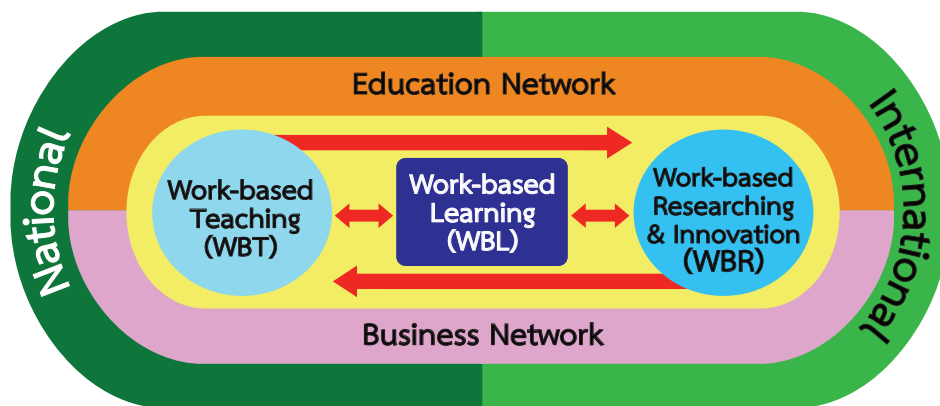 Education Network
National
International
Work-based
Teaching
(WBT)
Work-based
Learning
(WBL)
Work-based
Researching
& Innovation
(WBR)
Business Network